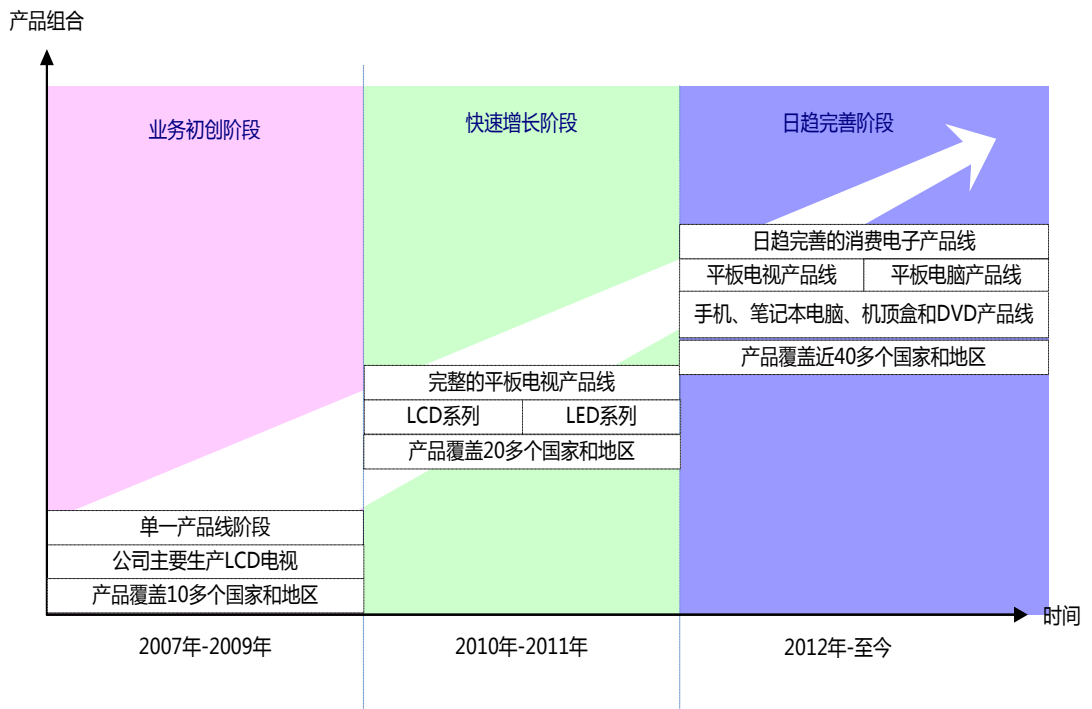 产品组合
业务初创阶段
快速增长阶段
日趋完善阶段
日趋完善的消费电子产品线
平板电视产品线
平板电脑产品线
手机、笔记本电脑、机顶盒和DVD产品线
产品覆盖近40多个国家和地区
完整的平板电视产品线
LCD系列
LED系列
产品覆盖20多个国家和地区
单一产品线阶段
公司主要生产LCD电视
产品覆盖10多个国家和地区
时间
2007年-2009年
2010年-2011年
2012年-至今